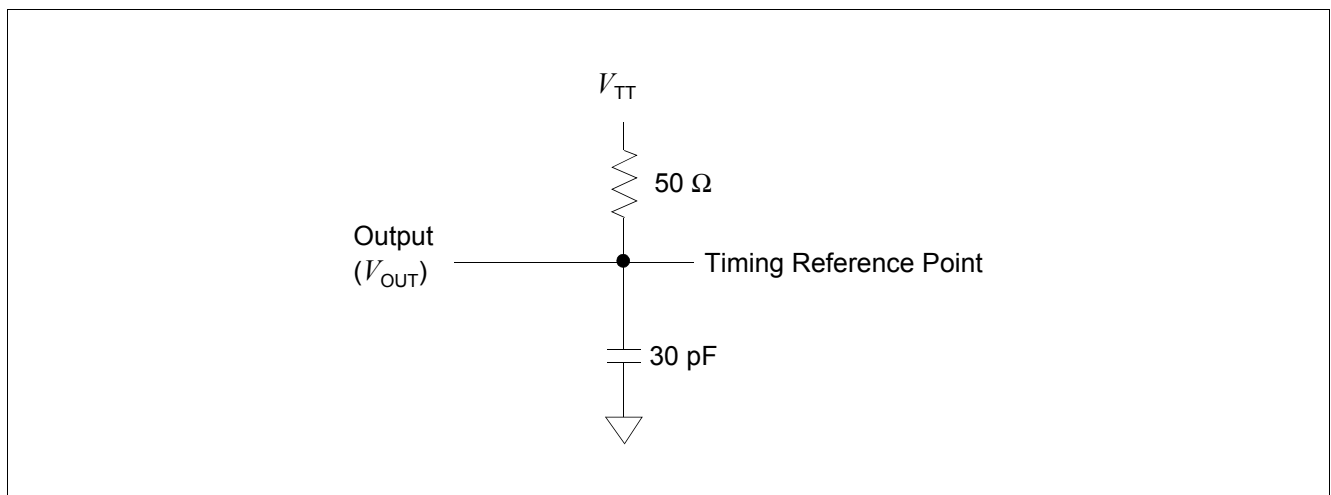 V_TT
50 Ω
Output
(V_OUT)
Timing Reference Point
30 pF